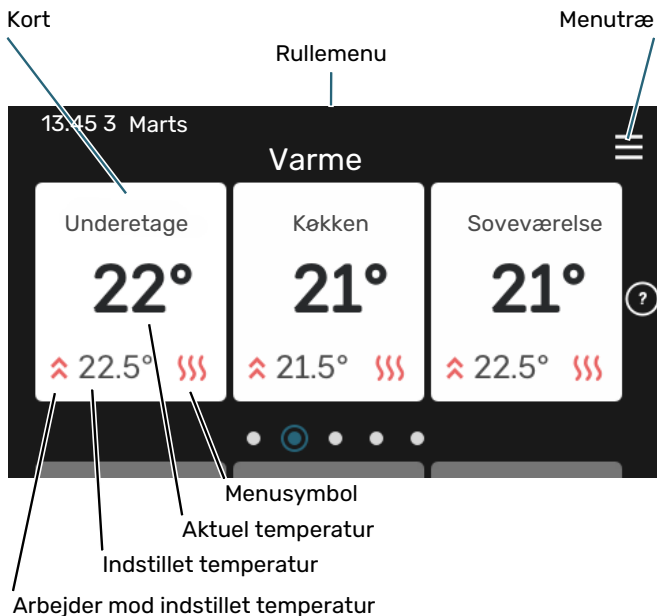 Kort
Menutræ
Rullemenu
13.45 3 Marts
Varme
Underetage
Køkken
Soveværelse
22°
21°
21°
?
22.5°
21.5°
22.5°
Menusymbol
Aktuel temperatur
Indstillet temperatur
Arbejder mod indstillet temperatur